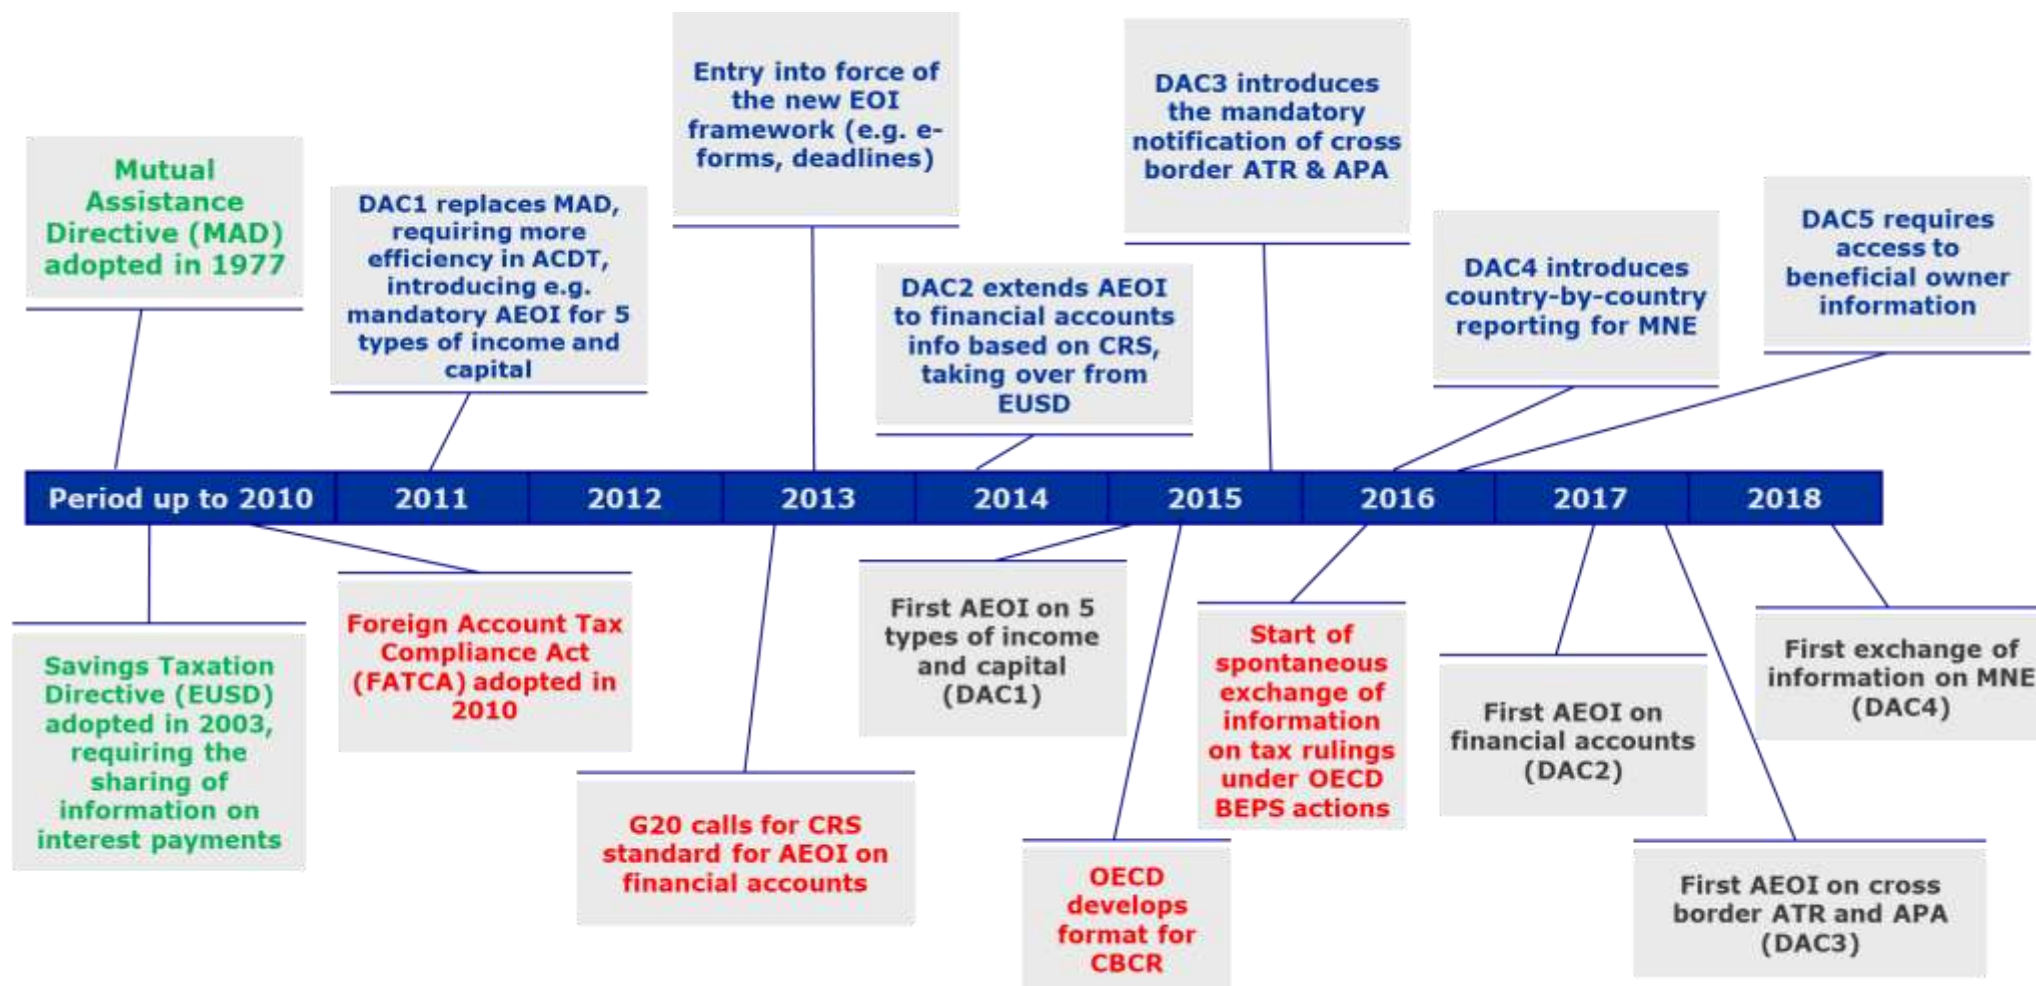 Mutual
Assistance
Directive (MAD)
adopted in 1977
DAC1 replaces MAD,
requiring more
efficiency in ACDT,
introducing e.g.
mandatory AEOI for 5
types of income and
capital
Entry into force of
the new EOI
framework (e.g. e-
forms, deadlines)
DAC2 extends AEOI
to financial accounts
info based on CRS,
taking over from
EUSD
DAC3 introduces
the mandatory
notification of cross
border ATR & APA
DAC4 introduces
country-by-country
reporting for MNE
DAC5 requires
access to
beneficial owner
information
Period up to 2010
2011
2012
2013
2014
2015
2016
2017
2018
Savings Taxation
Directive (EUSD)
adopted in 2003,
requiring the
sharing of
information on
interest payments
Foreign Account Tax
Compliance Act
(FATCA) adopted in
2010
G20 calls for CRS
standard for AEOI on
financial accounts
First AEOI on 5
types of income
and capital
(DAC1)
OECD
develops
format for
CBCR
Start of
spontaneous
exchange of
information
on tax rulings
under OECD
BEPS actions
First AEOI on
financial accounts
(DAC2)
First AEOI on cross
border ATR and APA
(DAC3)
First exchange of
information on MNE
(DAC4)